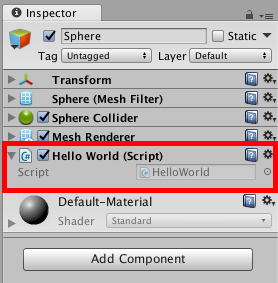 Inspector
Sphere
Static
Tag Untagged Layer Default
Transform
Sphere (Mesh Filter)
Sphere Collider
Mesh Renderer
Hello World (Script)
Script HelloWorld
Default-Material
Shader Standard
Add Component